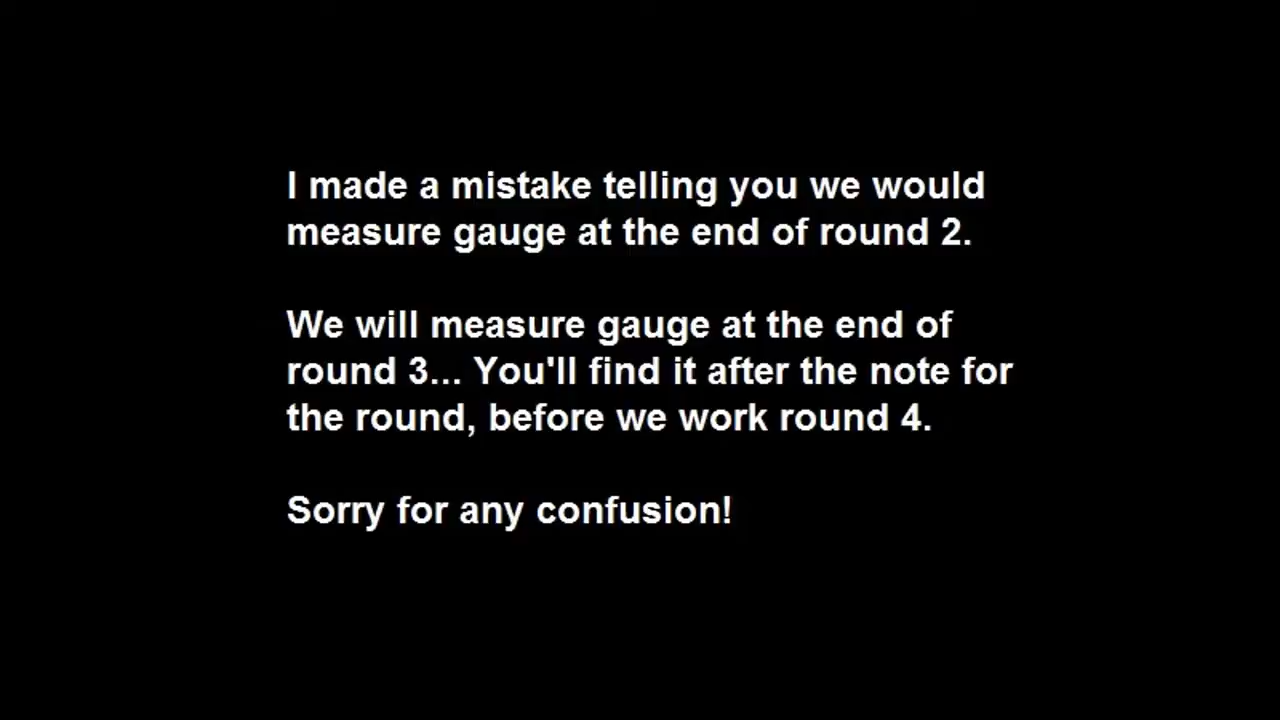 I made a mistake telling you we would
measure gauge at the end of round 2.
We will measure gauge at the end of
round 3... You'll find it after the note for
the round, before we work round 4.
Sorry for any confusion!